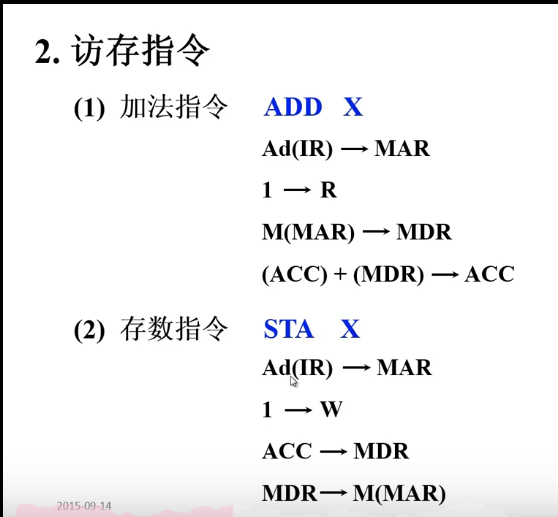 2. 访存指令
(1) 加法指令 ADD X
Ad(IR) → MAR
1 → R
M(MAR) → MDR
(ACC) + (MDR) → ACC
(2) 存数指令 STA X
Ad(IR) → MAR
1 → W
ACC → MDR
MDR → M(MAR)
2015-09-14